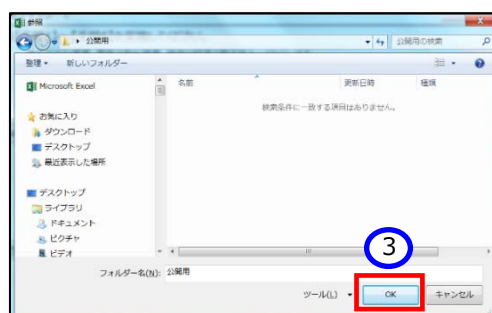 参照
公開用
公開用の検索
整理 新しいフォルダー
Microsoft Excel
名前 更新日時 種類
検索条件に一致する項目はありません。
お気に入り
ダウンロード
デスクトップ
最近表示した場所
デスクトップ
ライブラリ
ドキュメント
ピクチャ
ビデオ
3
フォルダー名(N): 公開用
ツール(L) OK キャンセル